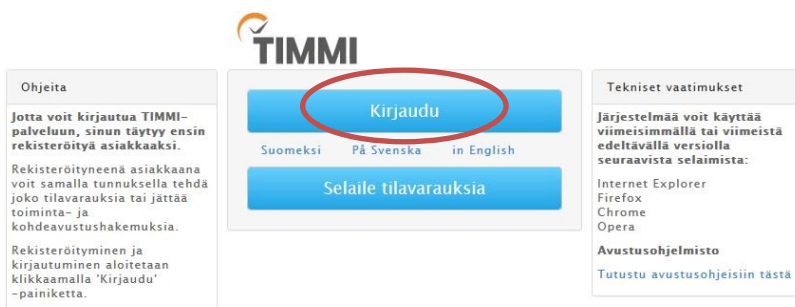 TIMMI
Ohjeita
Jotta voit kirjautua TIMMI-
palveluun, sinun täytyy ensin
rekisteröityä asiakkaaksi.
Rekisteröityneenä asiakkaana
voit samalla tunnuksella tehdä
joko tilavarauksia tai jättää
toiminta- ja
kohdeavustushakemuksia.
Rekisteröityminen ja
kirjautuminen aloitetaan
klikkaamalla 'Kirjaudu'
-painiketta.
Kirjaudu
Suomeksi På Svenska in English
Selaile tilavarauksia
Tekniset vaatimukset
Järjestelmää voit käyttää
viimeisimmällä tai viimeistä
edeltävällä versiolla
seuraavista selaimista:
Internet Explorer
Firefox
Chrome
Opera
Avustusohjelmisto
Tutustu avustusohjeisiin tästä